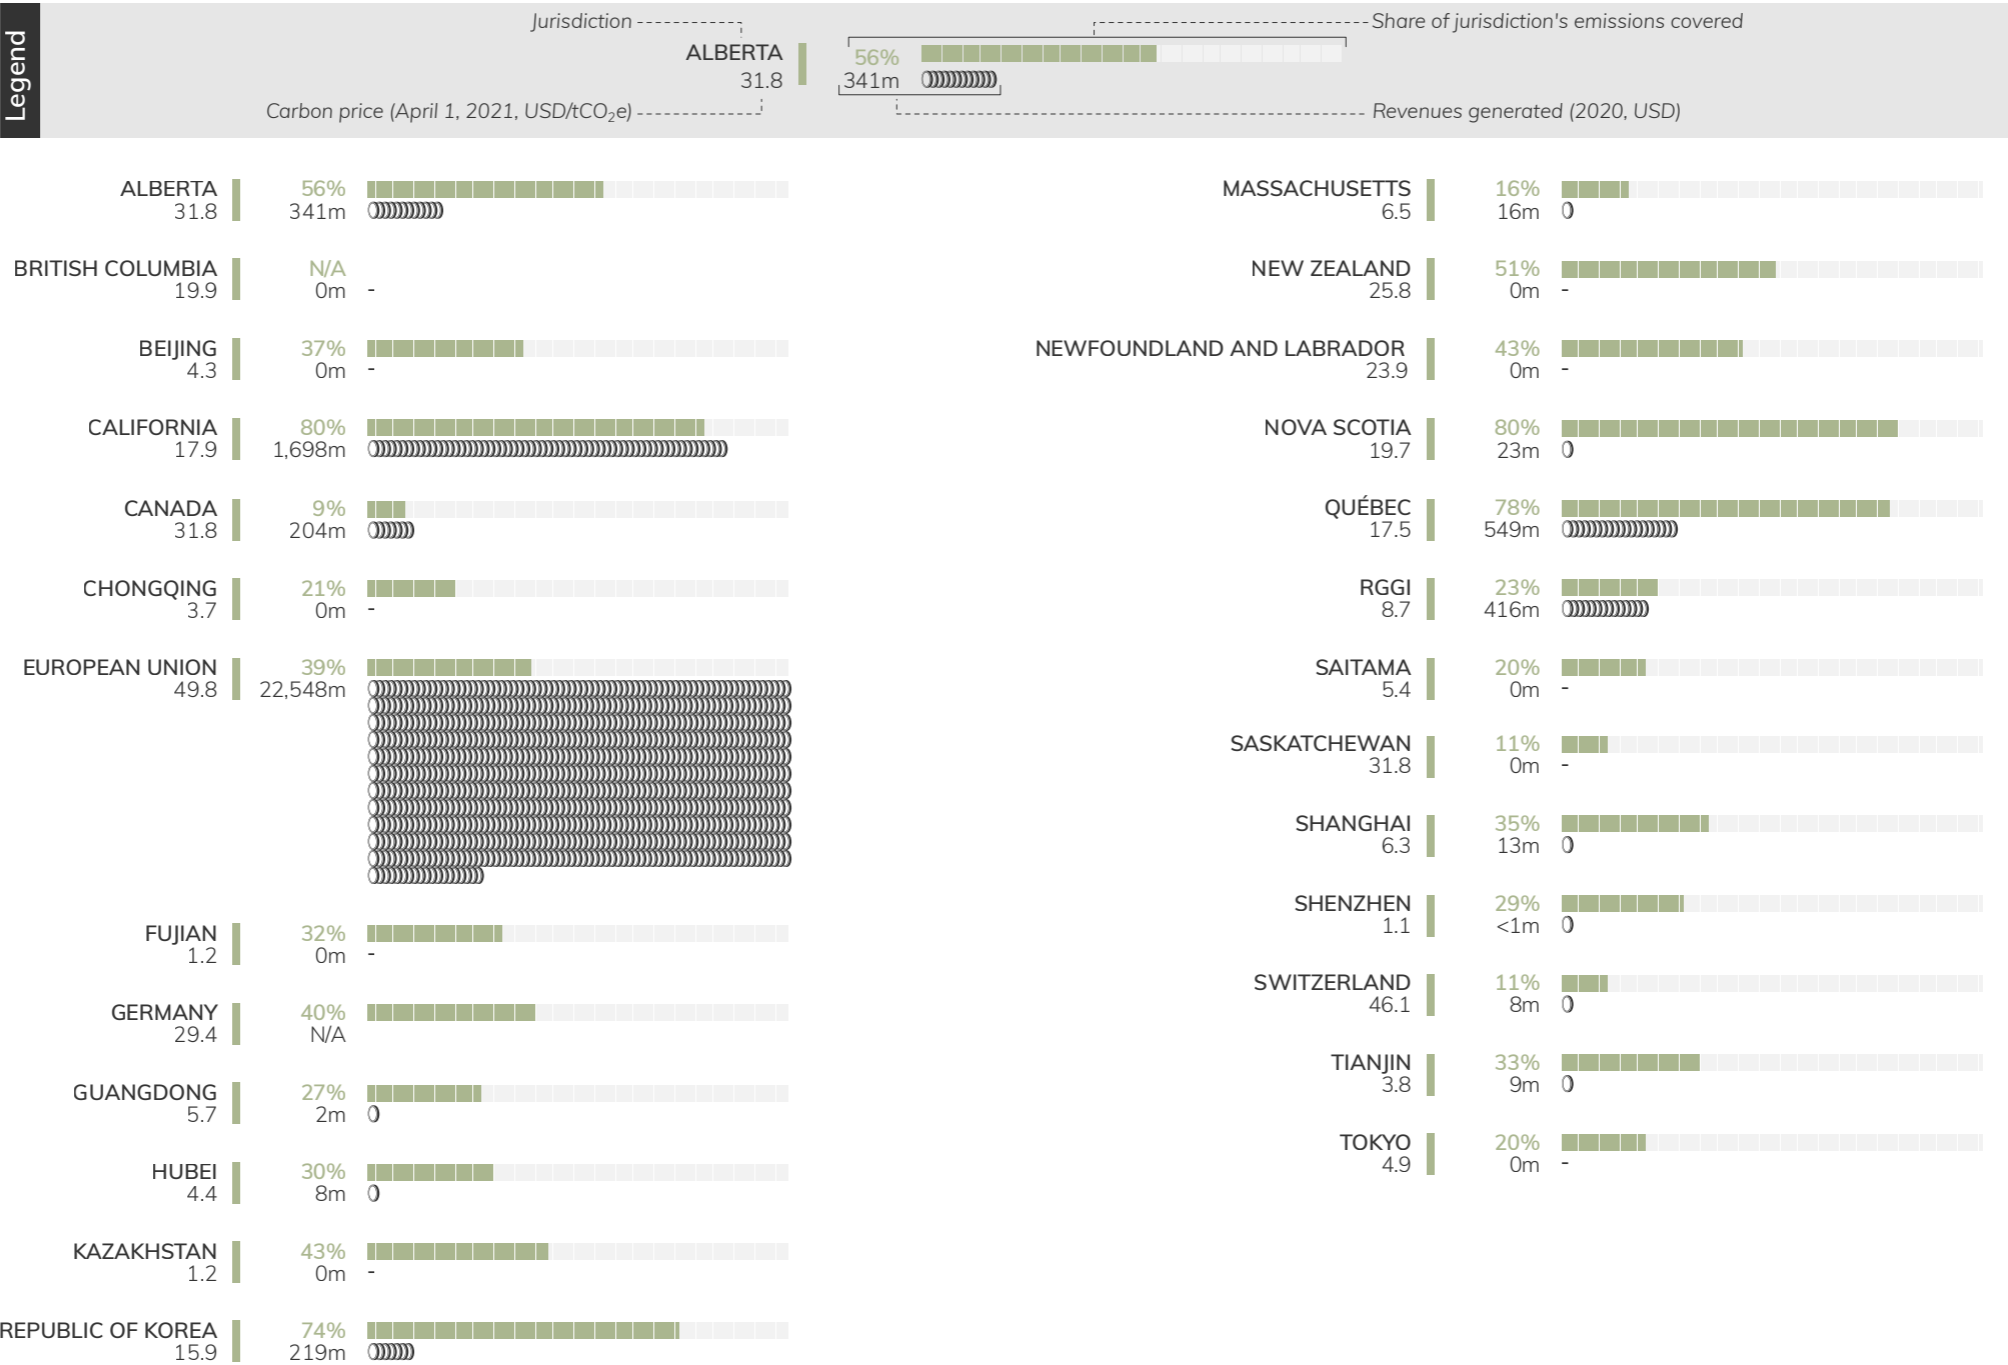 Legend
Jurisdiction
Share of jurisdiction's emissions covered
ALBERTA
56%
31.8
341m
Carbon price (April 1, 2021, USD/tCO₂e)
Revenues generated (2020, USD)
ALBERTA
56%
31.8
341m
BRITISH COLUMBIA
N/A
19.9
0m -
BEIJING
37%
4.3
0m -
CALIFORNIA
80%
17.9
1,698m
CANADA
9%
31.8
204m
CHONGQING
21%
3.7
0m -
EUROPEAN UNION
39%
49.8
22,548m
FUJIAN
32%
1.2
0m -
GERMANY
40%
29.4
N/A
GUANGDONG
27%
5.7
2m
HUBEI
30%
4.4
8m
KAZAKHSTAN
43%
1.2
0m -
REPUBLIC OF KOREA
74%
15.9
219m
MASSACHUSETTS
16%
6.5
16m
NEW ZEALAND
51%
25.8
0m -
NEWFOUNDLAND AND LABRADOR
43%
23.9
0m -
NOVA SCOTIA
80%
19.7
23m
QUÉBEC
78%
17.5
549m
RGGI
23%
8.7
416m
SAITAMA
20%
5.4
0m -
SASKATCHEWAN
11%
31.8
0m -
SHANGHAI
35%
6.3
13m
SHENZHEN
29%
1.1
<1m
SWITZERLAND
11%
46.1
8m
TIANJIN
33%
3.8
9m
TOKYO
20%
4.9
0m -